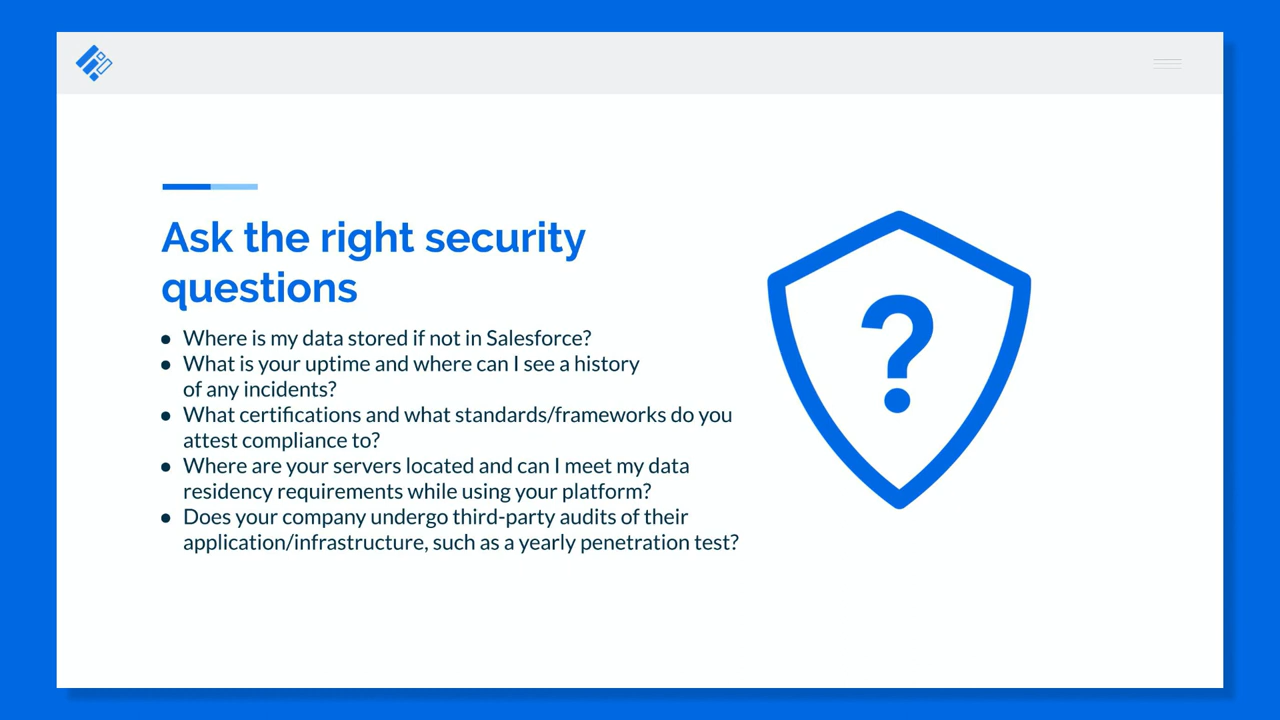 Ask the right security
questions
● Where is my data stored if not in Salesforce?
● What is your uptime and where can I see a history
of any incidents?
● What certifications and what standards/frameworks do you
attest compliance to?
● Where are your servers located and can I meet my data
residency requirements while using your platform?
● Does your company undergo third-party audits of their
application/infrastructure, such as a yearly penetration test?
?